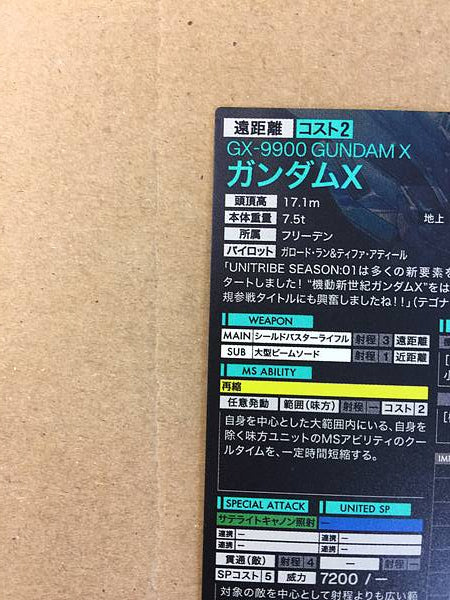 遠距離 コスト2
GX-9900 GUNDAM X
ガンダムX
頭頂高 17.1m
本体重量 7.5t 地上
所属 フリーデン
パイロット ガロード・ラン&ティファ・アディール
「UNITRIBE SEASON:01は多くの新要素を
タートしました！“機動新世紀ガンダムX”をは
規参戦タイトルにも興奮しましたね！！」（テゴナ
WEAPON
MAIN シールドバスターライフル 射程 3 遠距離
SUB 大型ビームソード 射程 1 近距離
MS ABILITY
再縮
任意発動 範囲（味方） 射程 － コスト 2
自身を中心とした大範囲内にいる、自身を
除く味方ユニットのMSアビリティのクー
ルタイムを、一定時間短縮する。
SPECIAL ATTACK UNITED SP
サテライトキャノン照射 －
連携 － 連携 －
連携 － 連携 －
貫通（敵） 射程 4 － 射程 －
SPコスト 5 威力 7200 / －
対象の敵を中心として射程よりも広い範